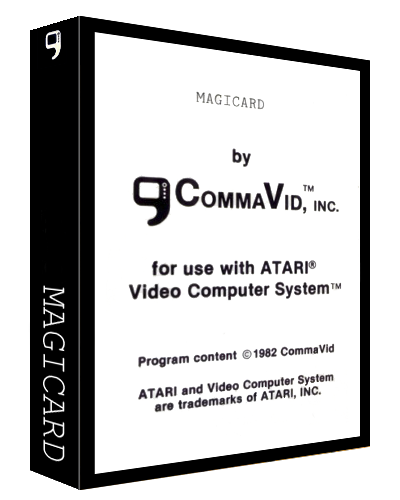 MAGICARD
by
COMMAVID,™ INC.
for use with ATARI®
Video Computer System™
Program content ©1982 CommaVid
ATARI and Video Computer System
are trademarks of ATARI, INC.
MAGICARD